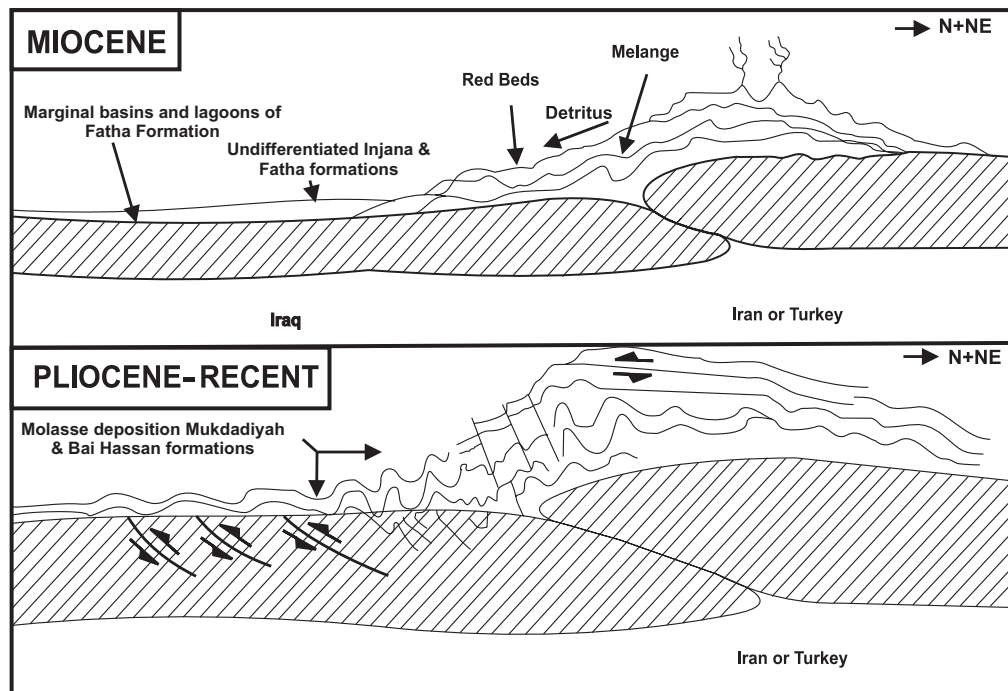 MIOCENE
N+NE
Melange
Red Beds
Detritus
Marginal basins and lagoons of
Fatha Formation
Undifferentiated Injana &
Fatha formations
Iraq
Iran or Turkey
PLIOCENE-RECENT
N+NE
Molasse deposition Mukdadiyah
& Bai Hassan formations
Iran or Turkey